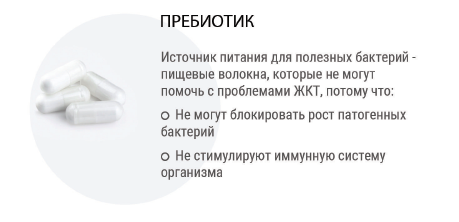 ПРЕБИОТИК
Источник питания для полезных бактерий -
пищевые волокна, которые не могут
помочь с проблемами ЖКТ, потому что:
Не могут блокировать рост патогенных
бактерий
Не стимулируют иммунную систему
организма